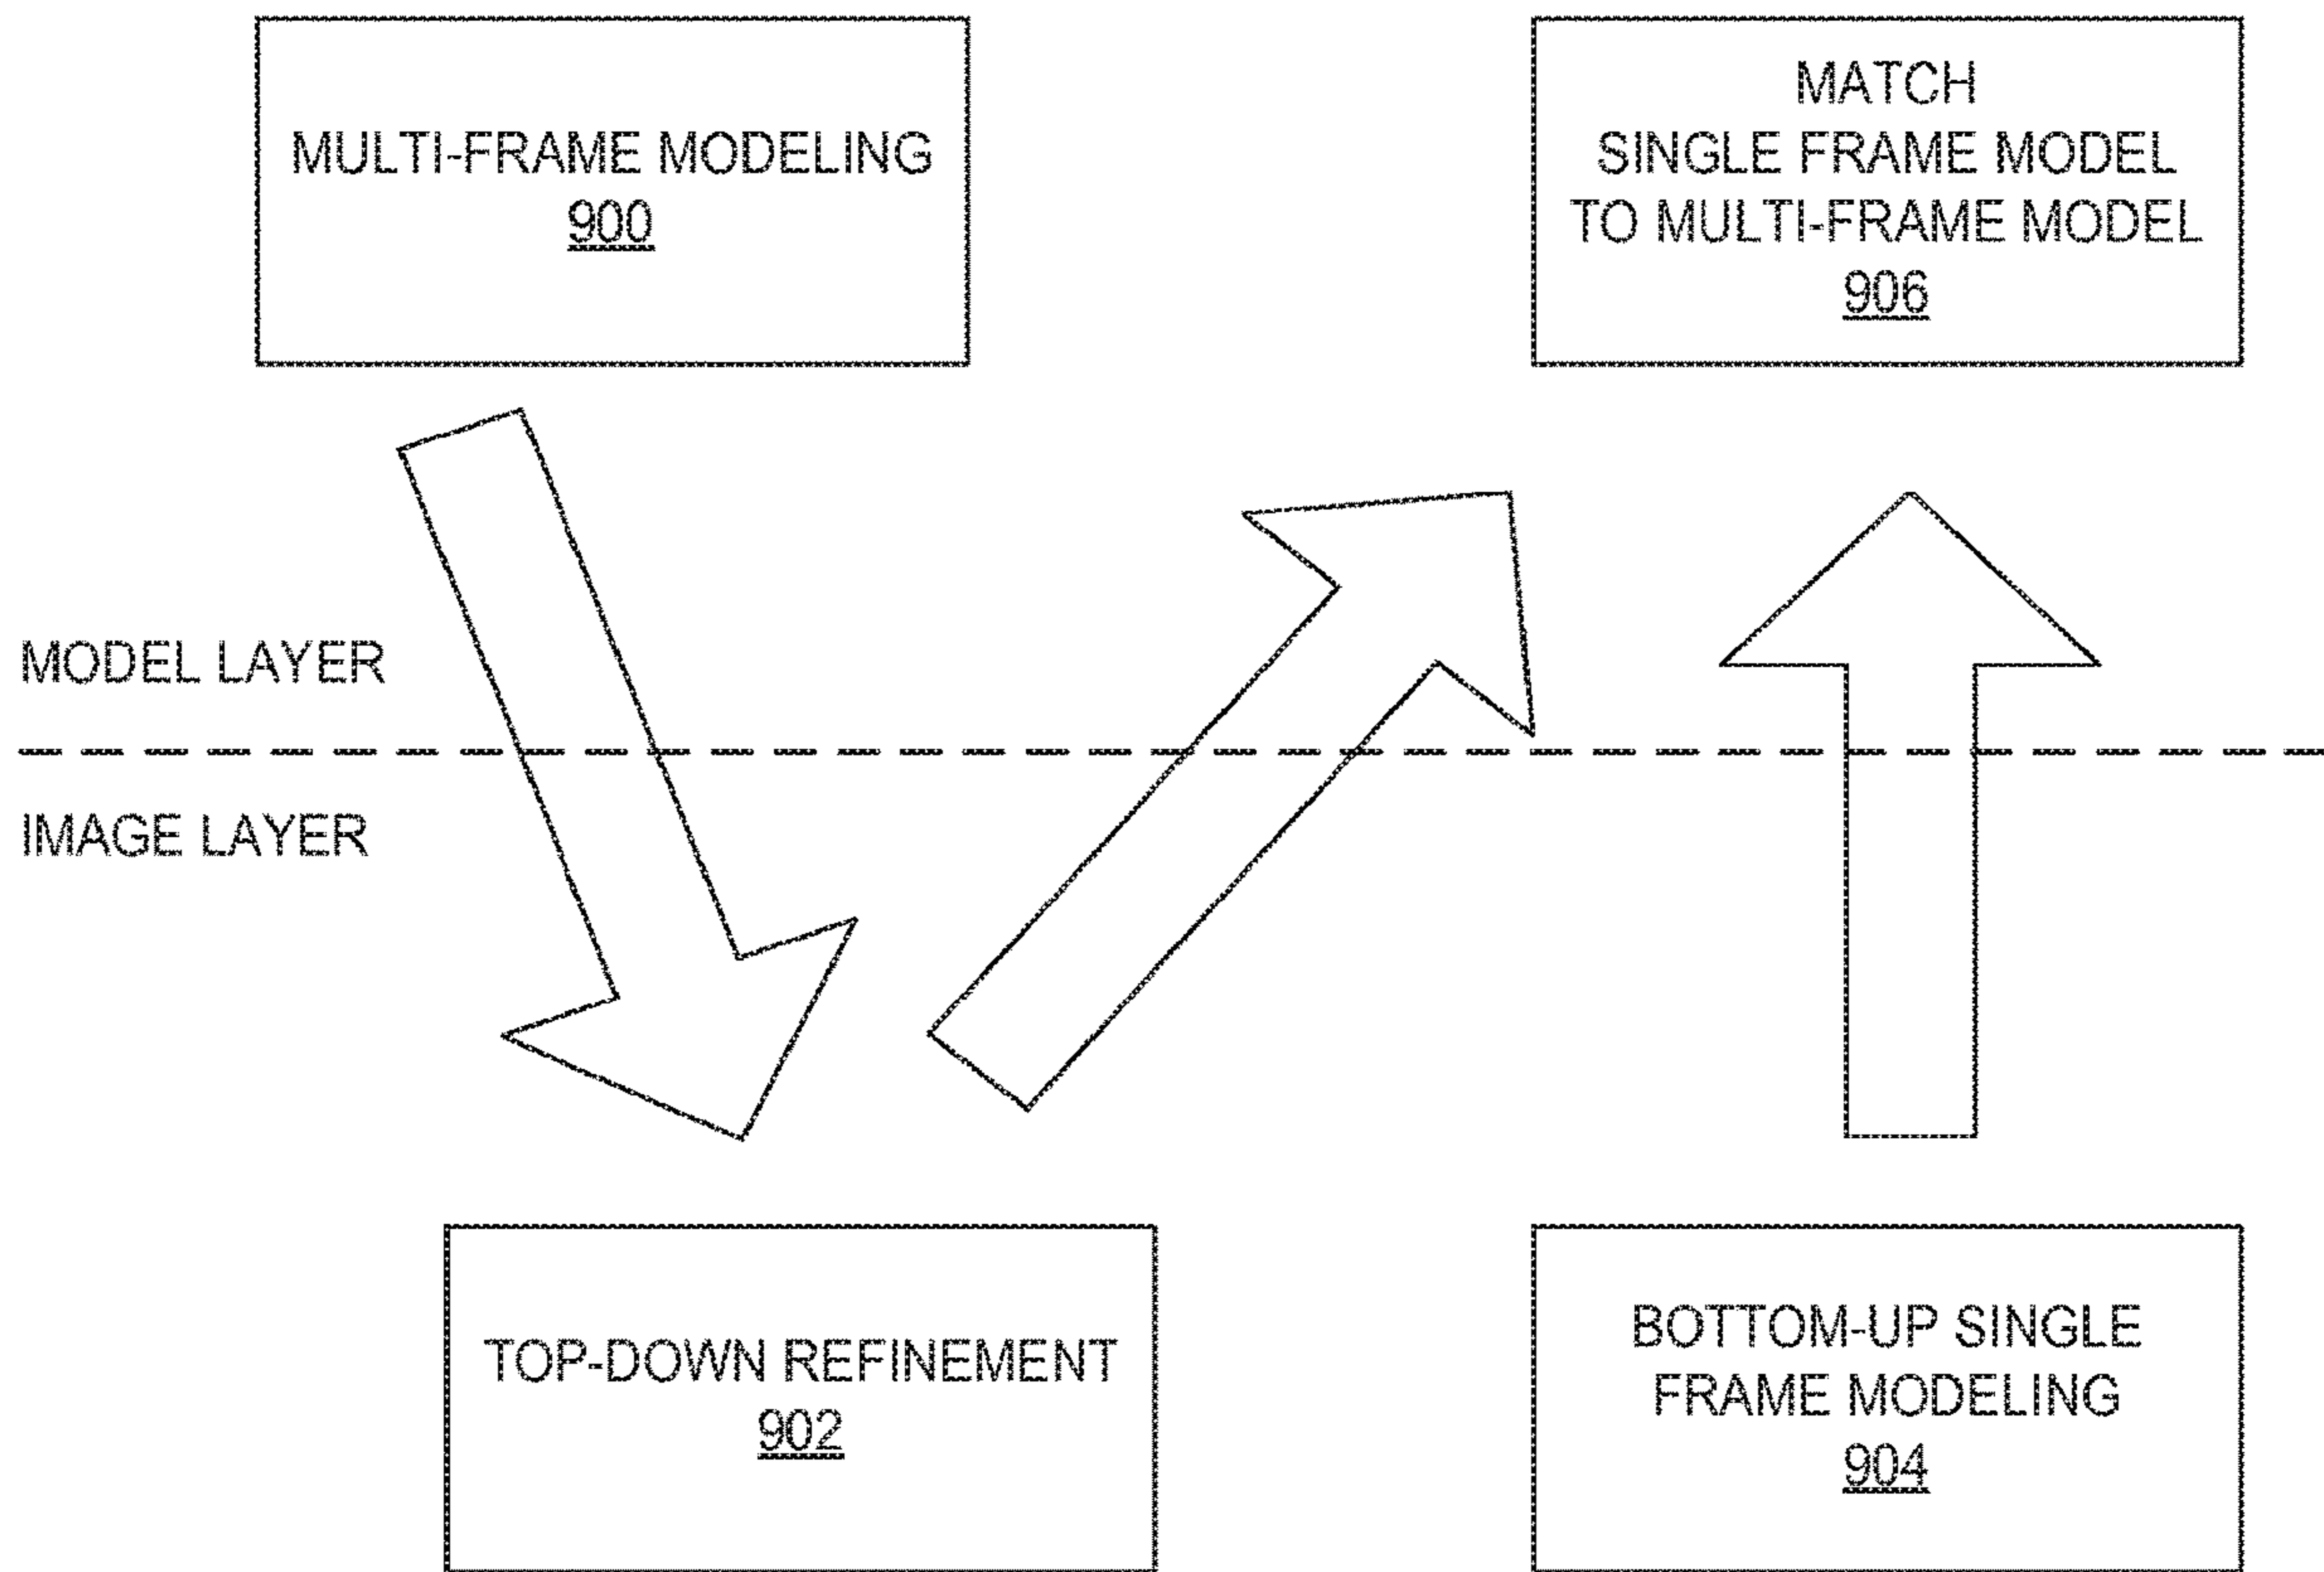 MULTI-FRAME MODELING
900
MATCH
SINGLE FRAME MODEL
TO MULTI-FRAME MODEL
906
MODEL LAYER
IMAGE LAYER
TOP-DOWN REFINEMENT
902
BOTTOM-UP SINGLE
FRAME MODELING
904